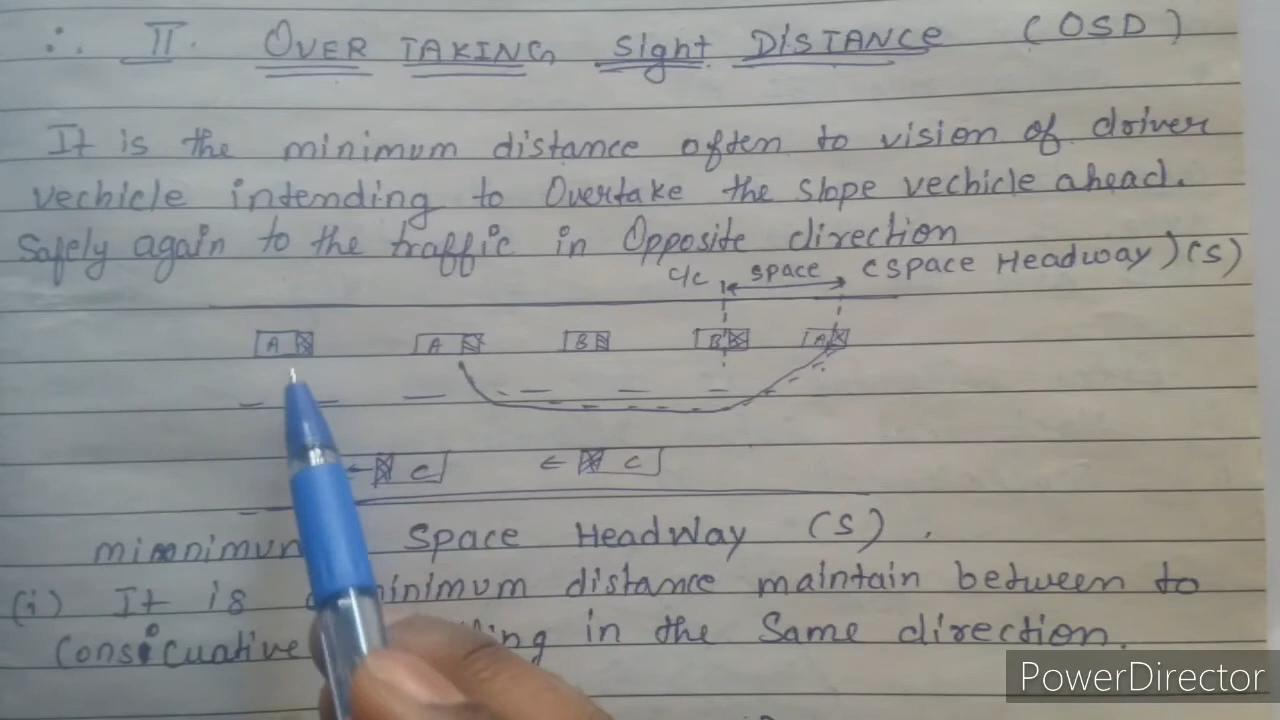 ∴ II. OVER TAKING Sight DISTANCE (OSD)
It is the minimum distance often to vision of driver
vechicle intending to Overtake the slope vechicle ahead.
Safely again to the traffic in Opposite direction
c/c space (space Headway) (S)
A A B B A
← C ← C
minonimum Space HeadWay (S).
(i) It is minimum distance maintain between to
Consicuative in the Same direction.
PowerDirector